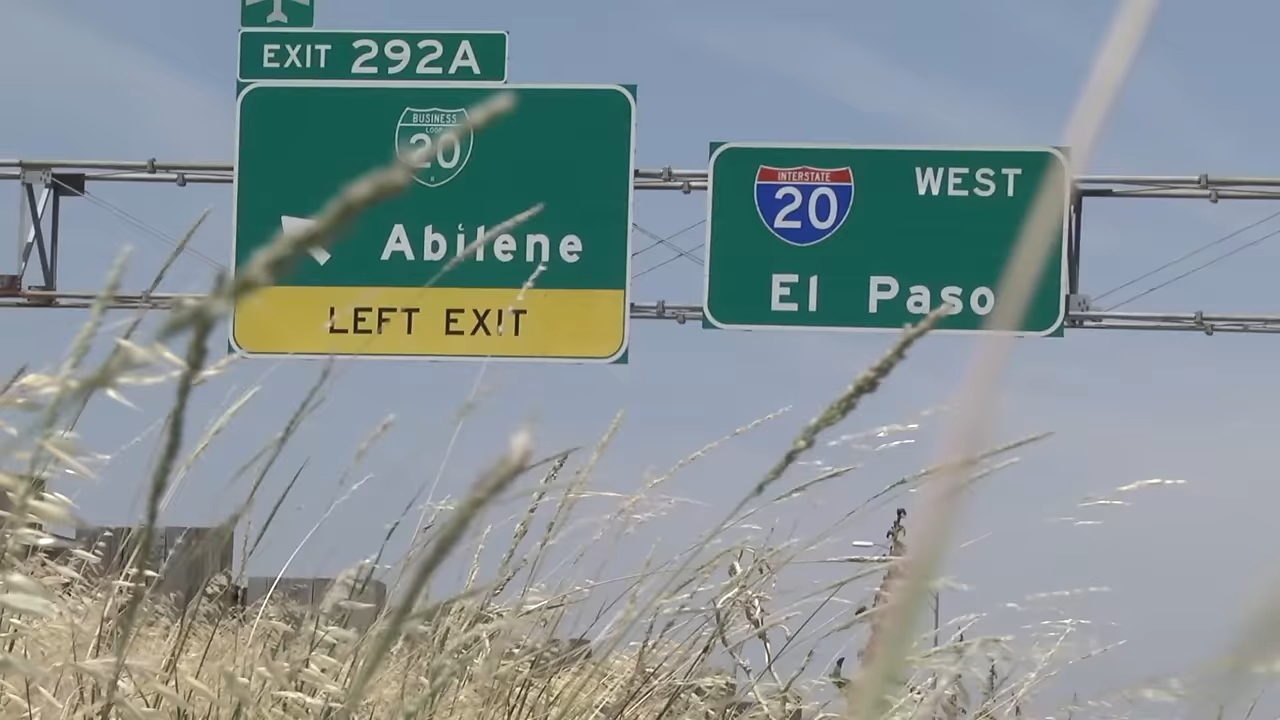 EXIT 292A
BUSINESS
LOOP
20
Abilene
LEFT EXIT
INTERSTATE
20
WEST
El Paso